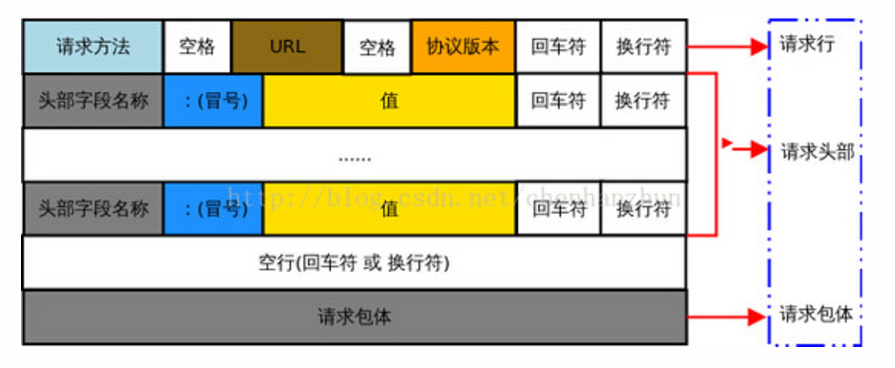 请求方法 空格 URL 空格 协议版本 回车符 换行符 请求行
头部字段名称 :(冒号) 值 回车符 换行符
...... 请求头部
头部字段名称 :(冒号) 值 回车符 换行符
http://blog.csdn.net/chenhanzhun
空行(回车符 或 换行符)
请求包体 请求包体